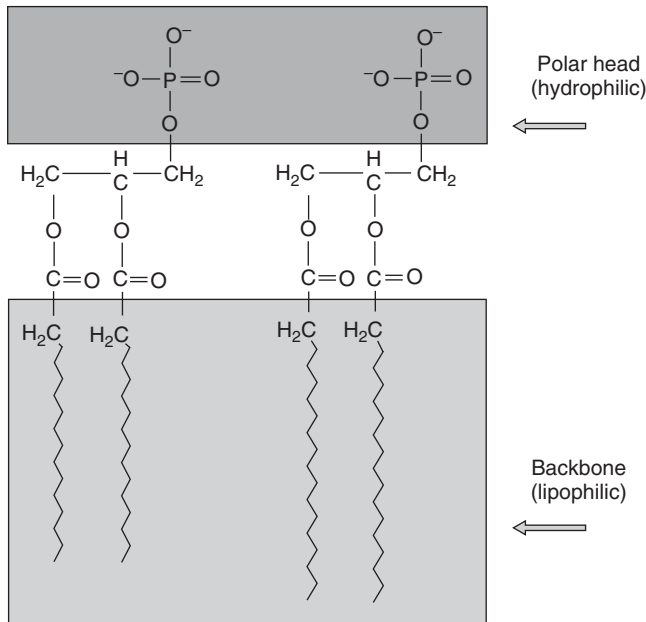 O⁻ O⁻
⁻O—P=O ⁻O—P=O
O O
Polar head
(hydrophilic)
H H
H₂C C CH₂ H₂C C CH₂
O O O O
C=O C=O C=O C=O
H₂C H₂C H₂C H₂C
Backbone
(lipophilic)